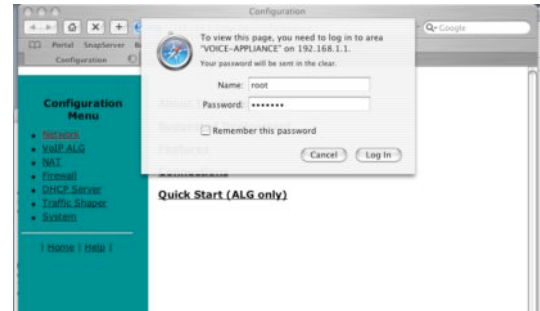 Configuration
Google
Portal SnapServer
Configuration
To view this page, you need to log in to area
"VOICE-APPLIANCE" on 192.168.1.1.
Your password will be sent in the clear.
Name: root
Password: •••••••
Remember this password
Cancel Log In
Configuration
Menu
Network
VoIP ALG
NAT
Firewall
DHCP Server
Traffic Shaper
System
| Home | Help |
Quick Start (ALG only)